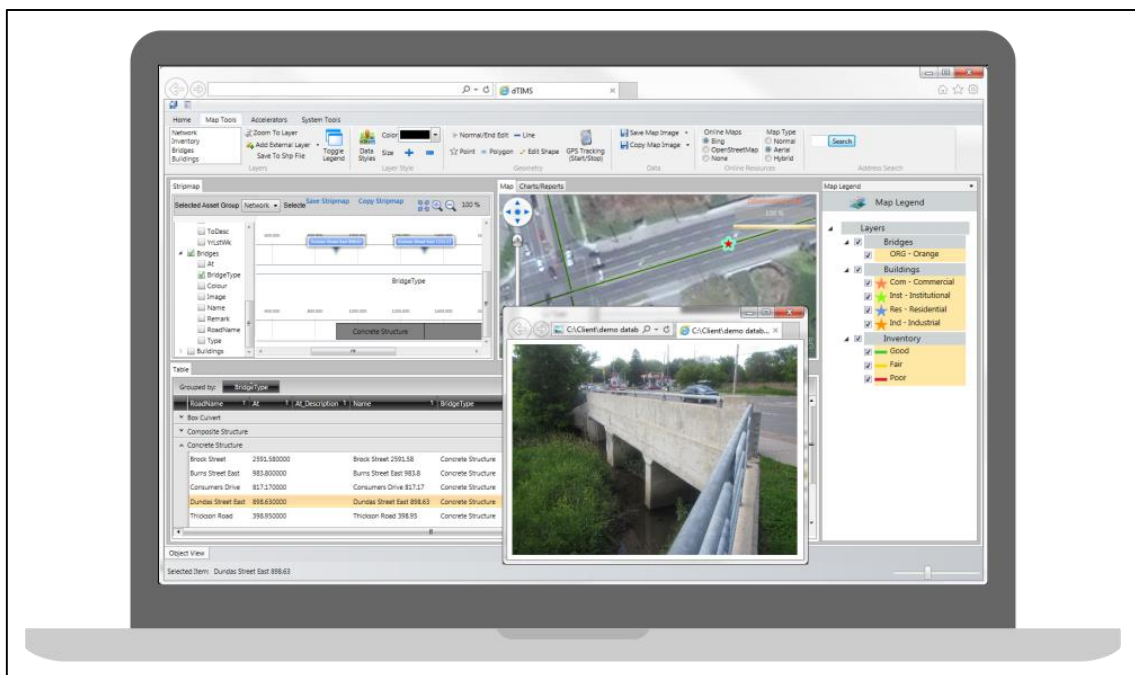 dTIMS
Home Map Tools Accelerators System Tools
Network
Inventory
Bridges
Buildings
Zoom To Layer
Add External Layer
Save To Shp File
Toggle Legend
Layers
Data Styles
Color
Size
Layer Style
Normal/End Edit Line
Point Polygon Edit Shape
GPS Tracking (Start/Stop)
Geometry
Save Map Image
Copy Map Image
Data
Online Maps
Bing
OpenStreetMap
None
Map Type
Normal
Aerial
Hybrid
Online Resources
Search
Address Search
Stripmap
Selected Asset Group Network Selecte Save Stripmap Copy Stripmap 100 %
ToDesc
YrLstWk
Bridges
At
BridgeType
Colour
Image
Name
Remark
RoadName
Type
Buildings
BridgeType
Concrete Structure
Map Charts/Reports
100 %
C:\Client\demo datab C:\Client\demo datab...
Map Legend
Map Legend
Layers
Bridges
ORG - Orange
Buildings
Com - Commercial
Inst - Institutional
Res - Residential
Ind - Industrial
Inventory
Good
Fair
Poor
Table
Grouped by: BridgeType
RoadName At At_Description Name BridgeType
Box Culvert
Composite Structure
Concrete Structure
Brock Street 2591.580000 Brock Street 2591.58 Concrete Structure
Burns Street East 983.800000 Burns Street East 983.8 Concrete Structure
Consumers Drive 817.170000 Consumers Drive 817.17 Concrete Structure
Dundas Street East 898.630000 Dundas Street East 898.63 Concrete Structure
Thickson Road 398.950000 Thickson Road 398.95 Concrete Structure
Object View
Selected Item: Dundas Street East 898.63